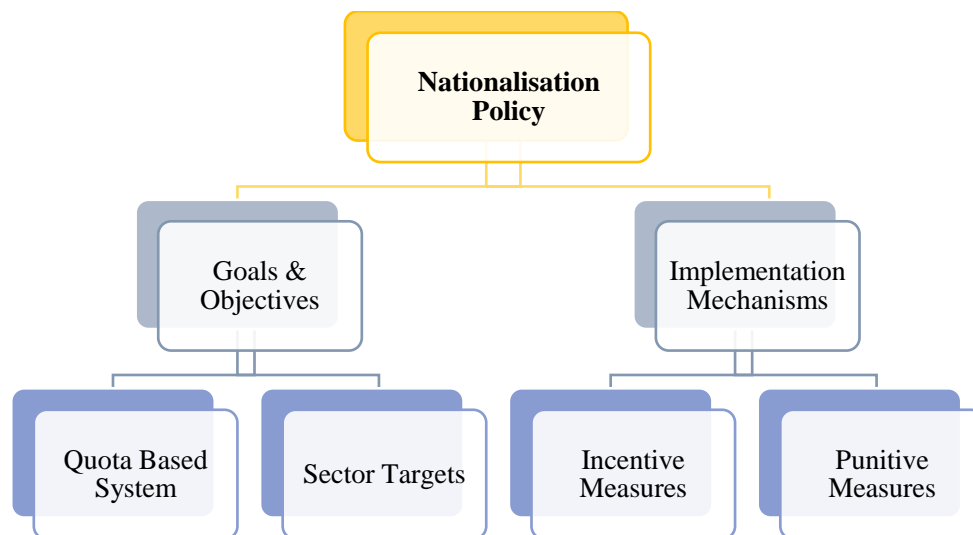 Nationalisation
Policy
Goals &
Objectives
Implementation
Mechanisms
Quota Based
System
Sector Targets
Incentive
Measures
Punitive
Measures